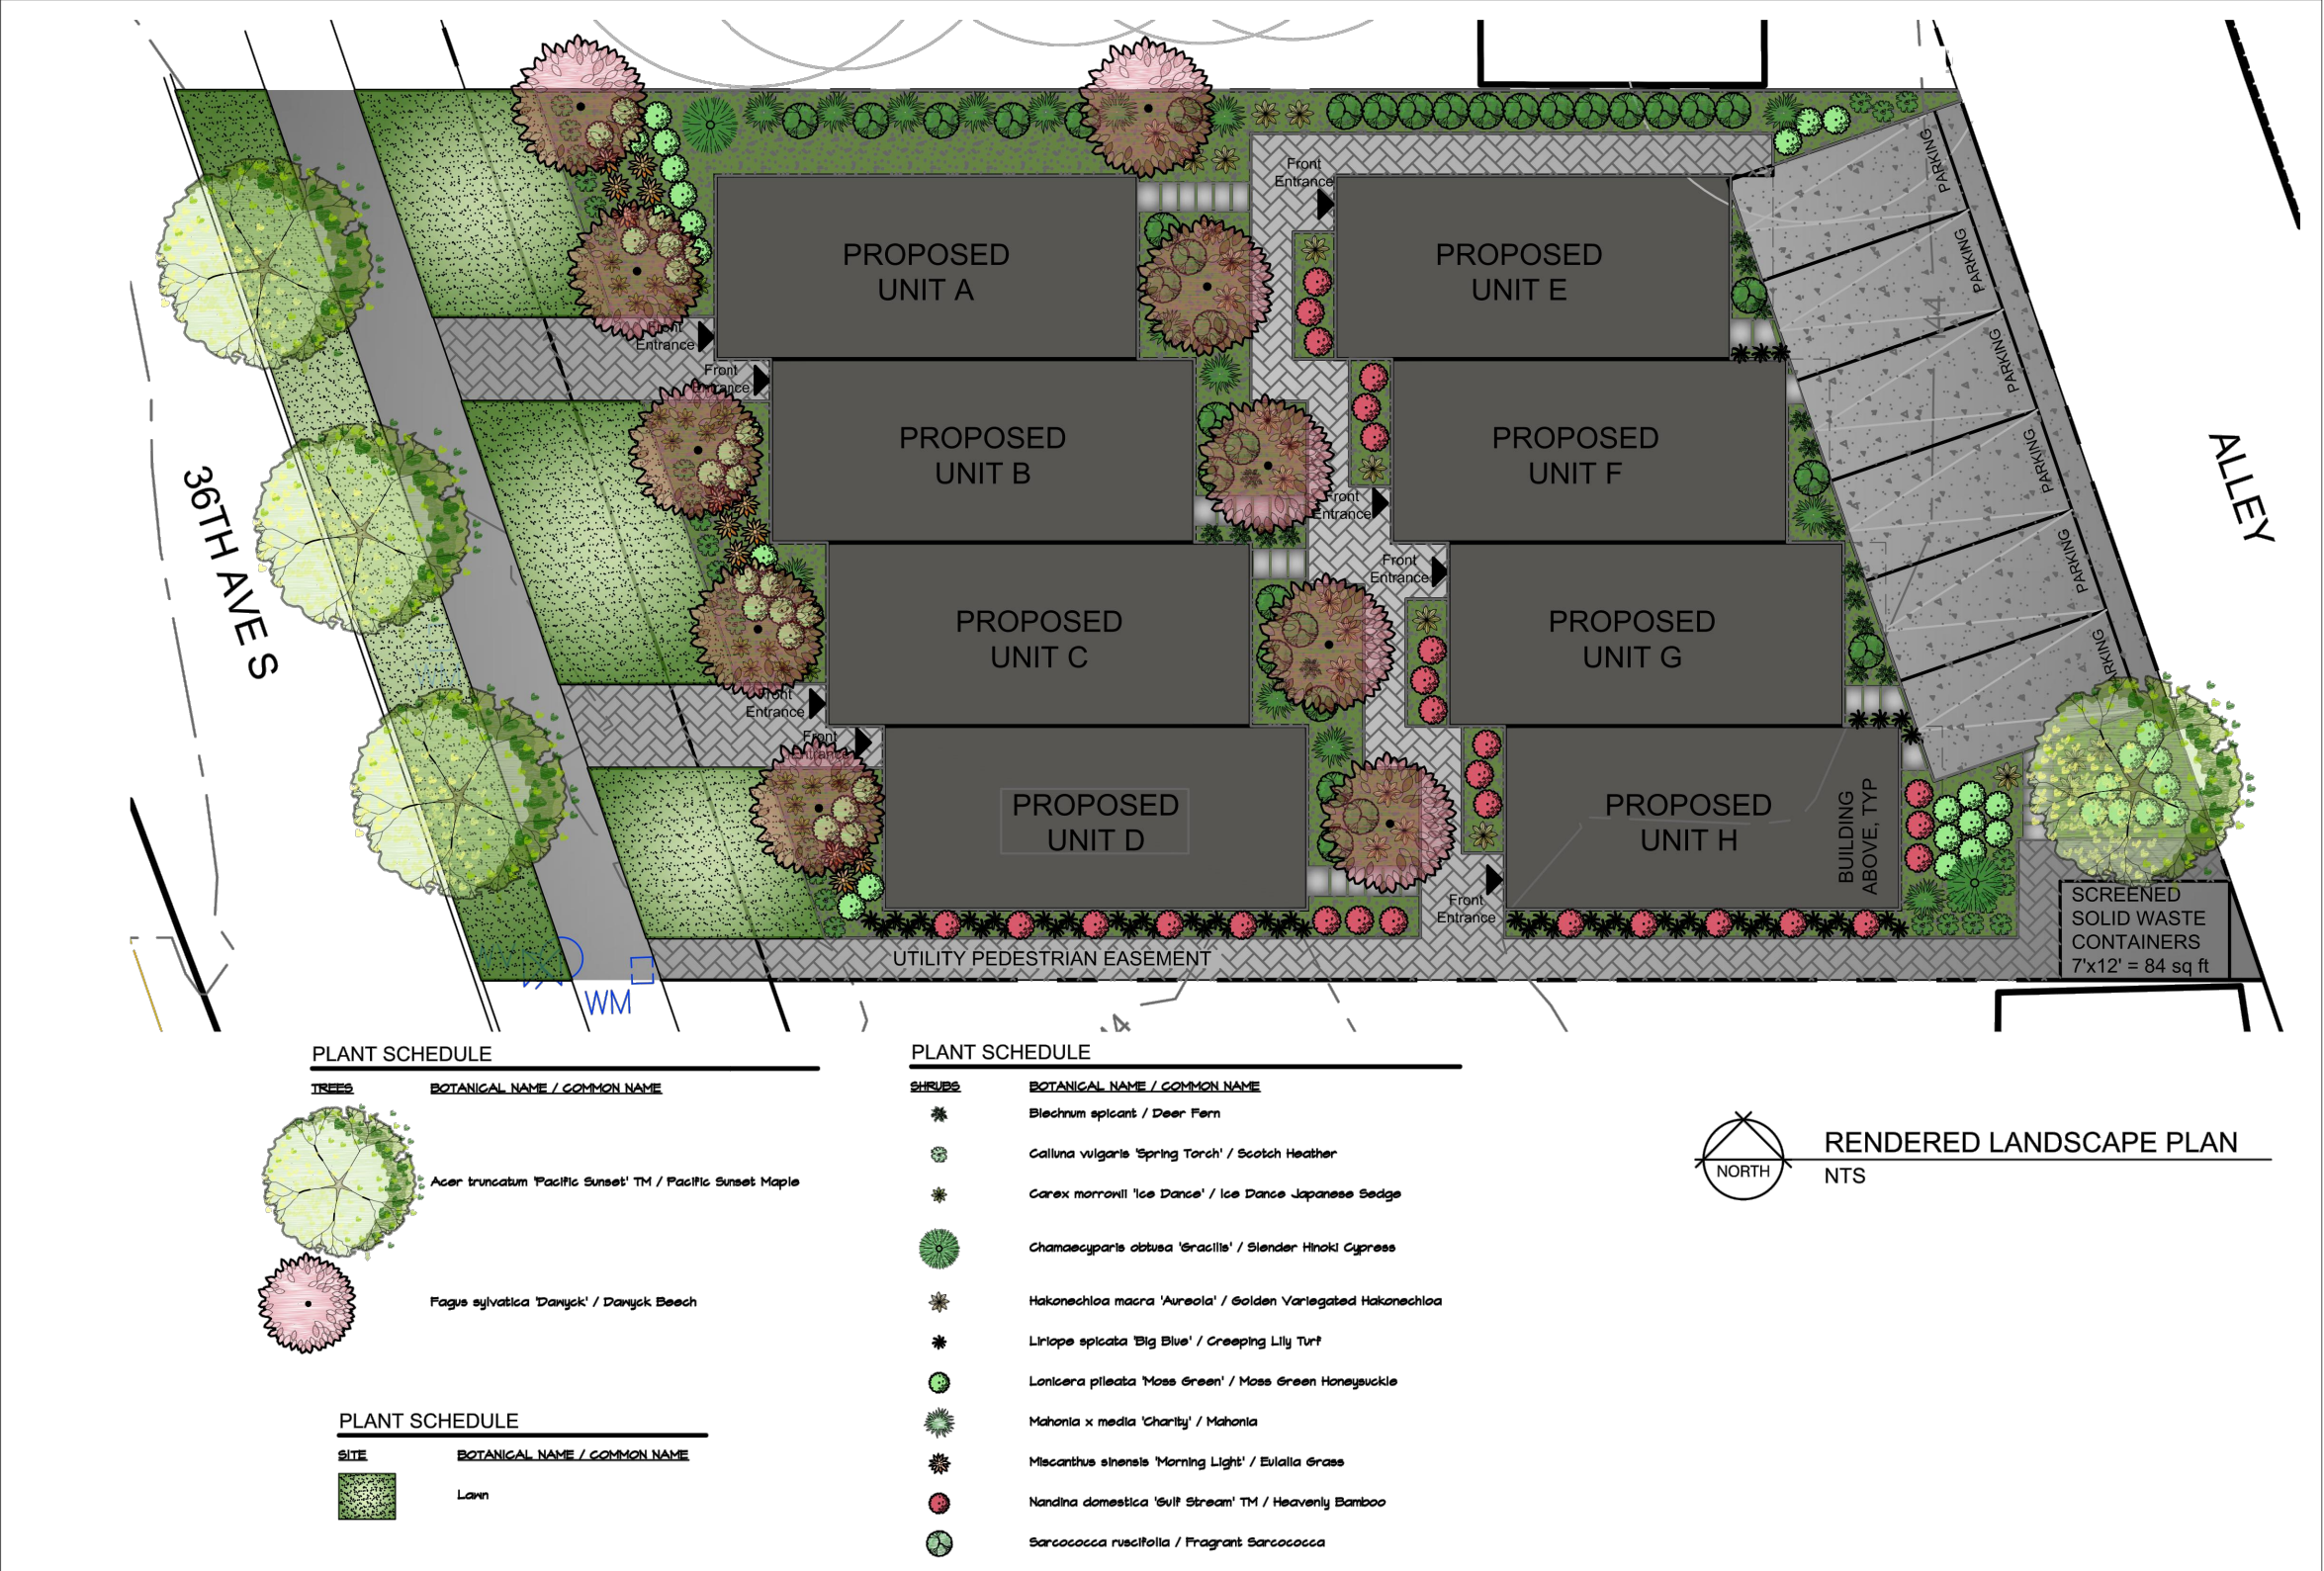 36TH AVE S
ALLEY
Front
Entrance
PARKING
PARKING
PARKING
PARKING
PARKING
PROPOSED
UNIT A
PROPOSED
UNIT E
Front
Entrance
Front
Entrance
PROPOSED
UNIT B
PROPOSED
UNIT F
Front
Entrance
Front
Entrance
PROPOSED
UNIT C
PROPOSED
UNIT G
Front
Entrance
Front
Entrance
PROPOSED
UNIT D
PROPOSED
UNIT H
BUILDING
ABOVE, TYP
Front
Entrance
SCREENED
SOLID WASTE
CONTAINERS
7'x12' = 84 sq ft
UTILITY PEDESTRIAN EASEMENT
WM
PLANT SCHEDULE
TREES BOTANICAL NAME / COMMON NAME
Acer truncatum 'Pacific Sunset' TM / Pacific Sunset Maple
Fagus sylvatica 'Dawyck' / Dawyck Beech
PLANT SCHEDULE
SITE BOTANICAL NAME / COMMON NAME
Lawn
PLANT SCHEDULE
SHRUBS BOTANICAL NAME / COMMON NAME
Blechnum spicant / Deer Fern
Calluna vulgaris 'Spring Torch' / Scotch Heather
Carex morrowii 'Ice Dance' / Ice Dance Japanese Sedge
Chamaecyparis obtusa 'Gracilis' / Slender Hinoki Cypress
Hakonechloa macra 'Aureola' / Golden Variegated Hakonechloa
Liriope spicata 'Big Blue' / Creeping Lily Turf
Lonicera pileata 'Moss Green' / Moss Green Honeysuckle
Mahonia x media 'Charity' / Mahonia
Miscanthus sinensis 'Morning Light' / Eulalia Grass
Nandina domestica 'Gulf Stream' TM / Heavenly Bamboo
Sarcococca ruscifolia / Fragrant Sarcococca
NORTH
RENDERED LANDSCAPE PLAN
NTS